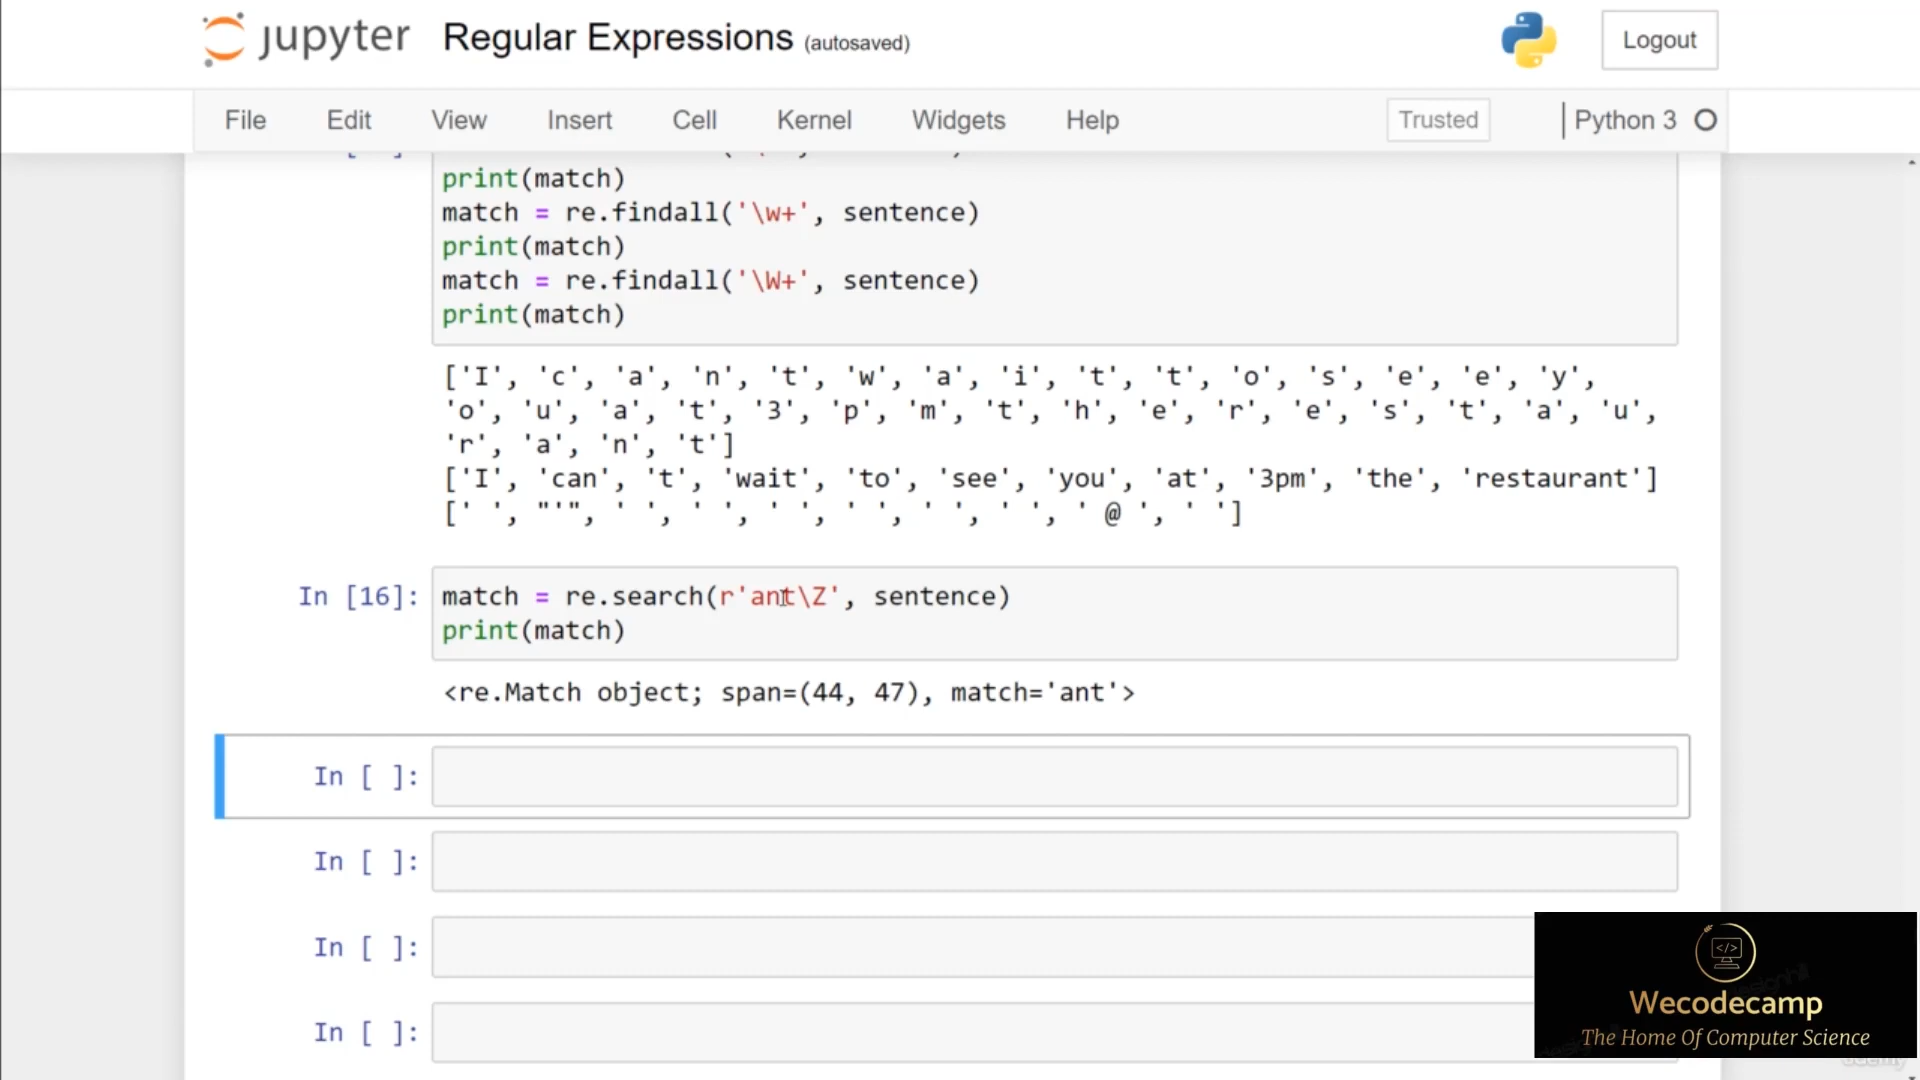 jupyter Regular Expressions (autosaved) Logout
File Edit View Insert Cell Kernel Widgets Help Trusted Python 3
print(match)
match = re.findall('\w+', sentence)
print(match)
match = re.findall('\W+', sentence)
print(match)
['I', 'c', 'a', 'n', 't', 'w', 'a', 'i', 't', 't', 'o', 's', 'e', 'e', 'y',
'o', 'u', 'a', 't', '3', 'p', 'm', 't', 'h', 'e', 'r', 'e', 's', 't', 'a', 'u',
'r', 'a', 'n', 't']
['I', 'can', 't', 'wait', 'to', 'see', 'you', 'at', '3pm', 'the', 'restaurant']
[' ', "'", ' ', ' ', ' ', ' ', ' ', ' ', ' @ ', ' ']
In [16]: match = re.search(r'ant\Z', sentence)
print(match)
<re.Match object; span=(44, 47), match='ant'>
In [ ]:
In [ ]:
In [ ]:
In [ ]:
</>
Wecodecamp
The Home Of Computer Science